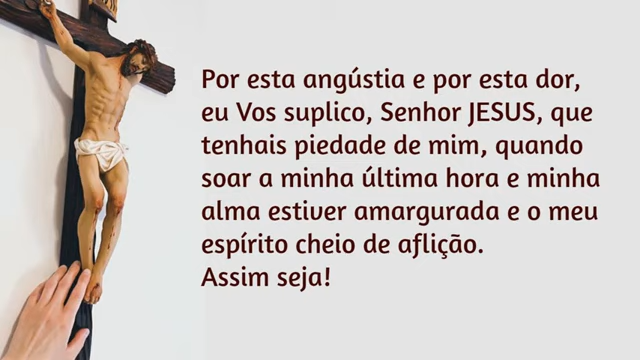 Por esta angústia e por esta dor,
eu Vos suplico, Senhor JESUS, que
tenhais piedade de mim, quando
soar a minha última hora e minha
alma estiver amargurada e o meu
espírito cheio de aflição.
Assim seja!